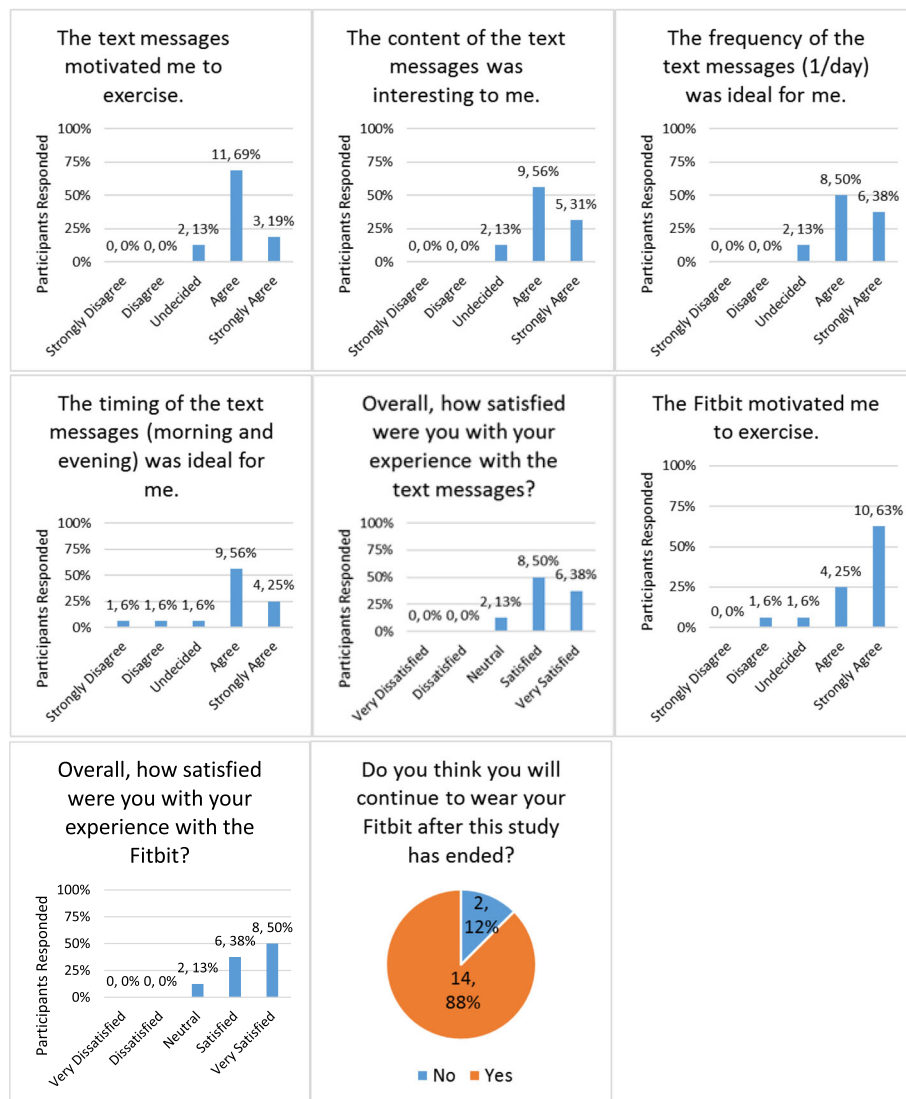 The text messages
motivated me to
exercise.
Participants Responded
100%
75%
50%
25%
0%
0, 0%
0, 0%
2, 13%
11, 69%
3, 19%
Strongly Disagree
Disagree
Undecided
Agree
Strongly Agree
The content of the text
messages was
interesting to me.
Participants Responded
100%
75%
50%
25%
0%
0, 0%
0, 0%
2, 13%
9, 56%
5, 31%
Strongly Disagree
Disagree
Undecided
Agree
Strongly Agree
The frequency of the
text messages (1/day)
was ideal for me.
Participants Responded
100%
75%
50%
25%
0%
0, 0%
0, 0%
2, 13%
8, 50%
6, 38%
Strongly Disagree
Disagree
Undecided
Agree
Strongly Agree
The timing of the text
messages (morning and
evening) was ideal for
me.
Participants Responded
100%
75%
50%
25%
0%
1, 6%
1, 6%
1, 6%
9, 56%
4, 25%
Strongly Disagree
Disagree
Undecided
Agree
Strongly Agree
Overall, how satisfied
were you with your
experience with the
text messages?
Participants Responded
100%
75%
50%
25%
0%
0, 0%
0, 0%
2, 13%
8, 50%
6, 38%
Very Dissatisfied
Dissatisfied
Neutral
Satisfied
Very Satisfied
The Fitbit motivated me
to exercise.
Participants Responded
100%
75%
50%
25%
0%
0, 0%
1, 6%
1, 6%
4, 25%
10, 63%
Strongly Disagree
Disagree
Undecided
Agree
Strongly Agree
Overall, how satisfied
were you with your
experience with the
Fitbit?
Participants Responded
100%
75%
50%
25%
0%
0, 0%
0, 0%
2, 13%
6, 38%
8, 50%
Very Dissatisfied
Dissatisfied
Neutral
Satisfied
Very Satisfied
Do you think you will
continue to wear your
Fitbit after this study
has ended?
2,
12%
14,
88%
No
Yes